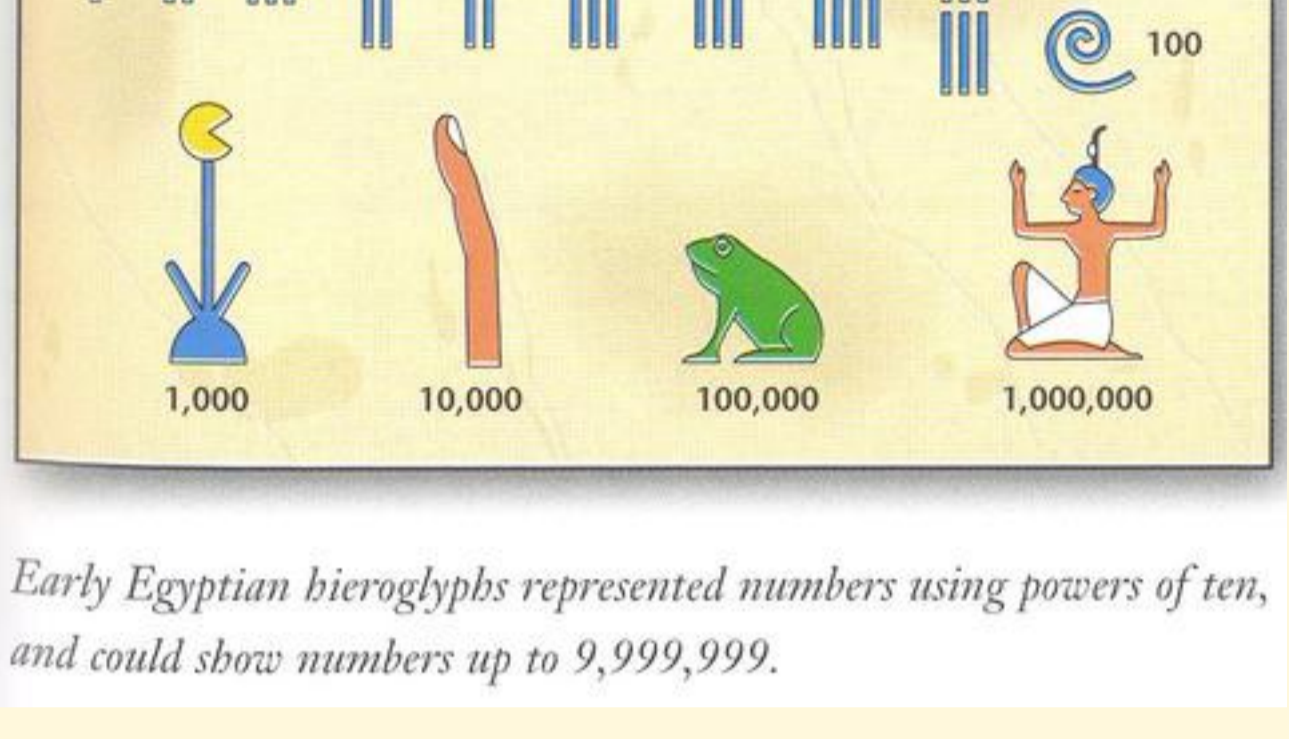 100
1,000 10,000 100,000 1,000,000
Early Egyptian hieroglyphs represented numbers using powers of ten,
and could show numbers up to 9,999,999.